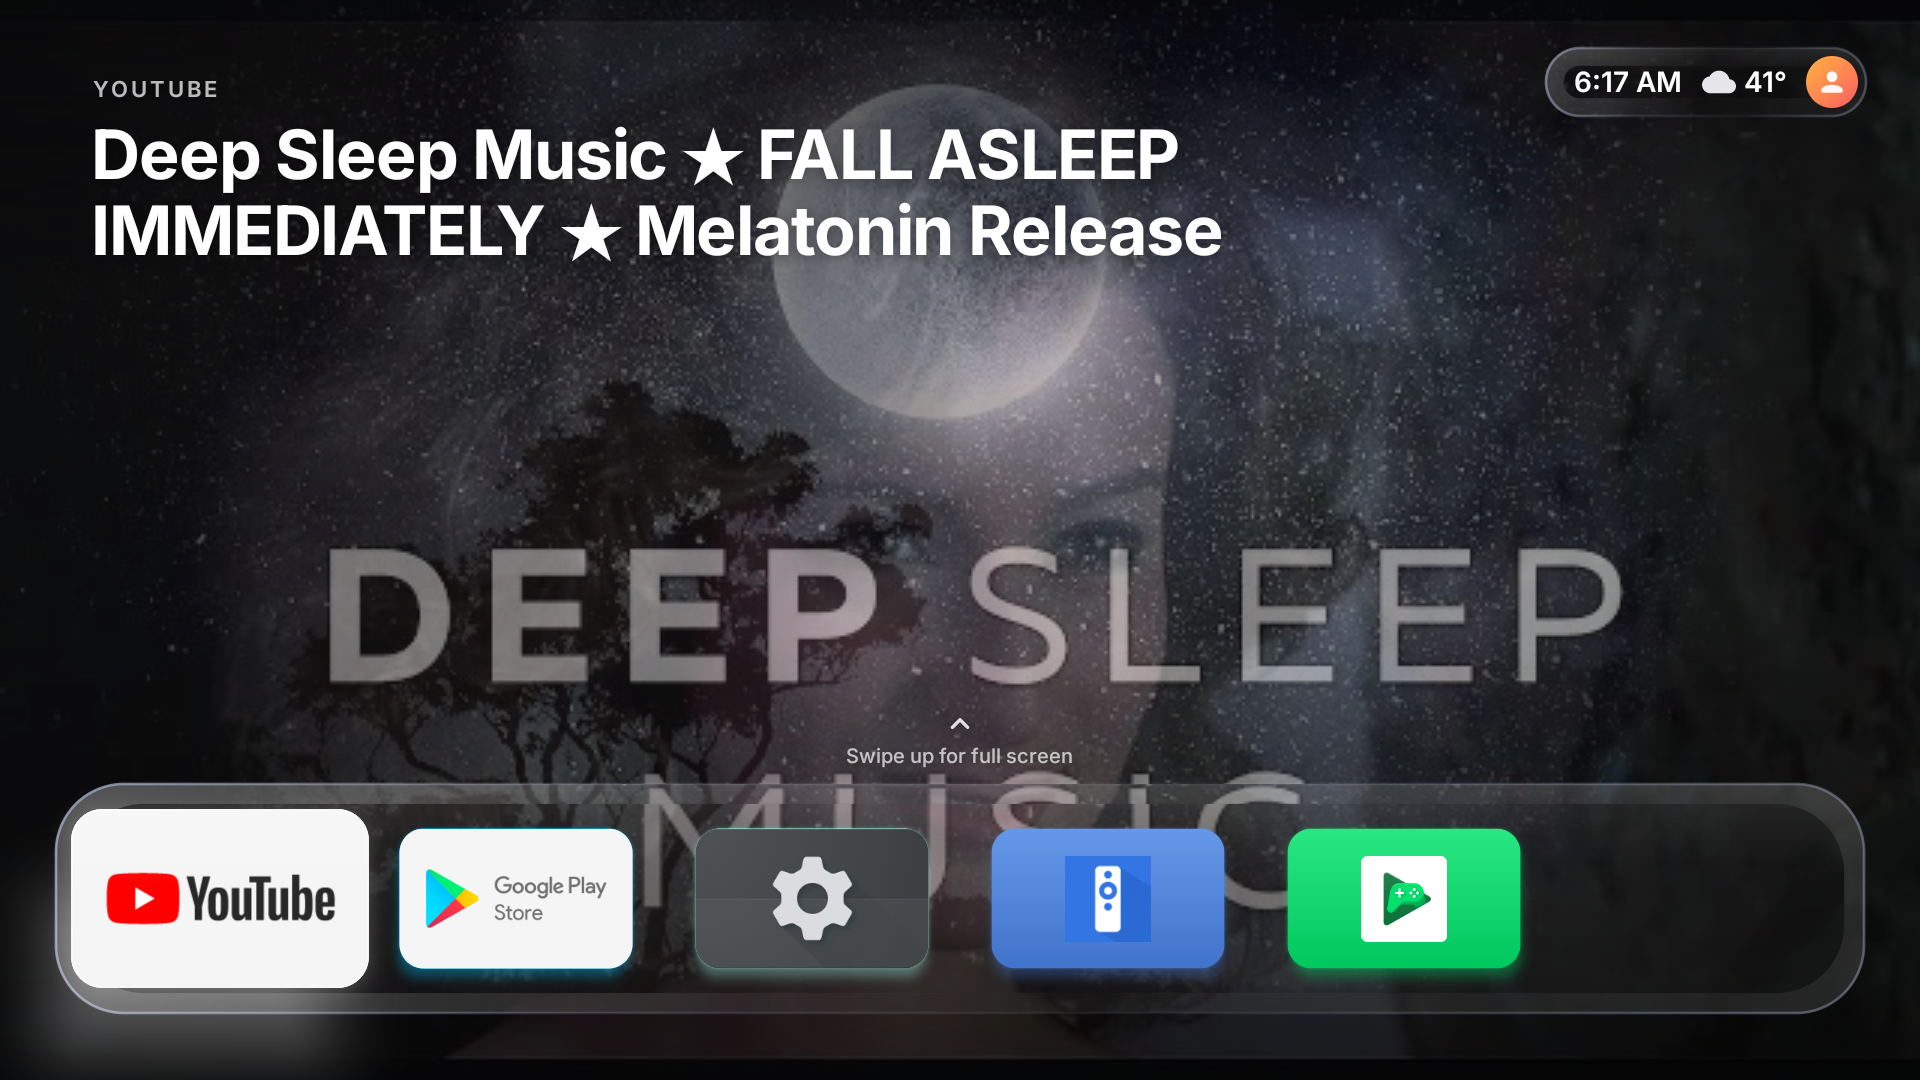 YOUTUBE
6:17 AM 41°
Deep Sleep Music ★ FALL ASLEEP
IMMEDIATELY ★ Melatonin Release
DEEP SLEEP
Swipe up for full screen
MUSIC
YouTube
Google Play
Store